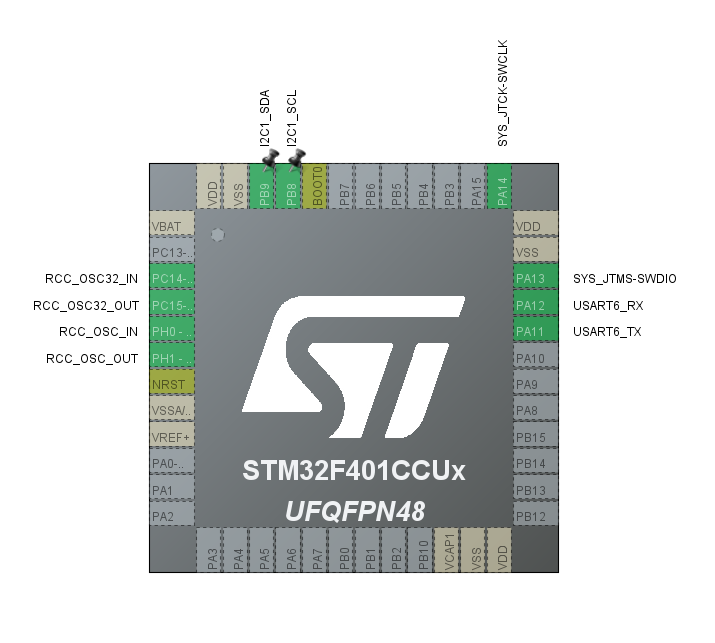 I2C1_SDA
I2C1_SCL
SYS_JTCK-SWCLK
VDD
VSS
PB9
PB8
BOOT0
PB7
PB6
PB5
PB4
PB3
PA15
PA14
VBAT
PC13-..
RCC_OSC32_IN PC14-..
RCC_OSC32_OUT PC15-..
RCC_OSC_IN PH0 - ..
RCC_OSC_OUT PH1 - ..
NRST
VSSA/..
VREF+
PA0-..
PA1
PA2
VDD
VSS
PA13 SYS_JTMS-SWDIO
PA12 USART6_RX
PA11 USART6_TX
PA10
PA9
PA8
PB15
PB14
PB13
PB12
ST
STM32F401CCUx
UFQFPN48
PA3
PA4
PA5
PA6
PA7
PB0
PB1
PB2
PB10
VCAP1
VSS
VDD